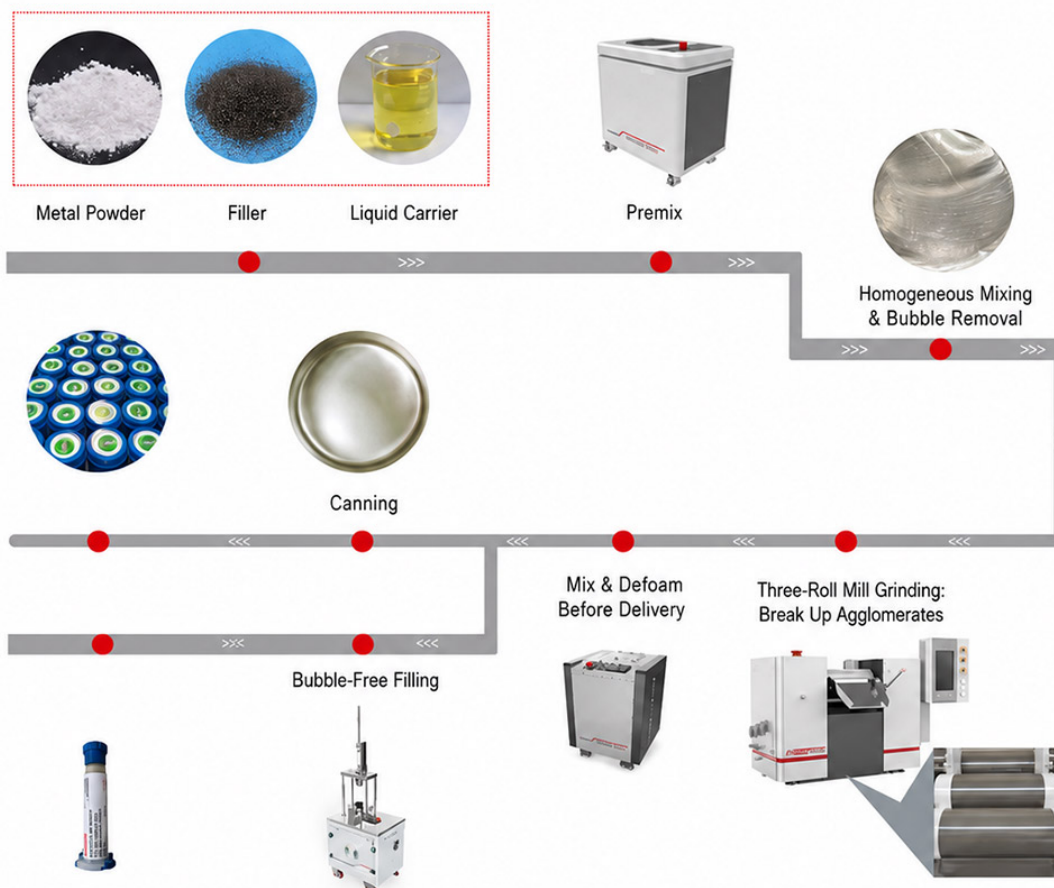 Metal Powder
Filler
Liquid Carrier
Premix
>>>
>>>
Homogeneous Mixing
& Bubble Removal
>>>
>>>
Canning
<<<
<<<
<<<
<<<
Mix & Defoam
Before Delivery
Three-Roll Mill Grinding:
Break Up Agglomerates
>>>
<<<
Bubble-Free Filling